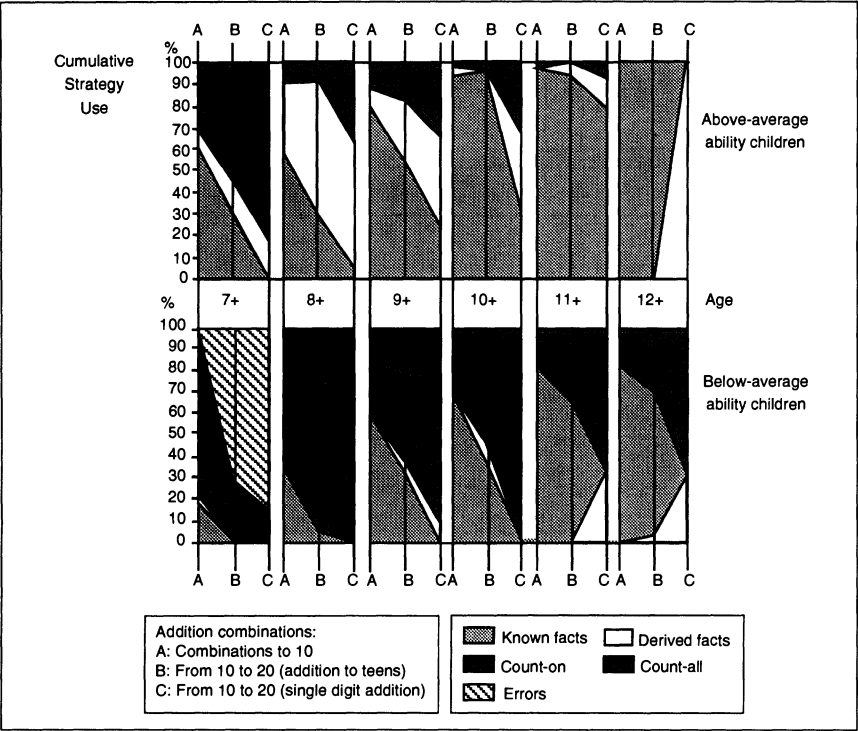 A B C A B C A B C A B C A B C A B C
%
Cumulative
Strategy
Use
100
90
80
70
60
50
40
30
20
10
0
Above-average
ability children
% 7+ 8+ 9+ 10+ 11+ 12+ Age
100
90
80
70
60
50
40
30
20
10
0
Below-average
ability children
A B C A B C A B C A B C A B C A B C
Addition combinations:
A: Combinations to 10
B: From 10 to 20 (addition to teens)
C: From 10 to 20 (single digit addition)
Known facts Derived facts
Count-on Count-all
Errors